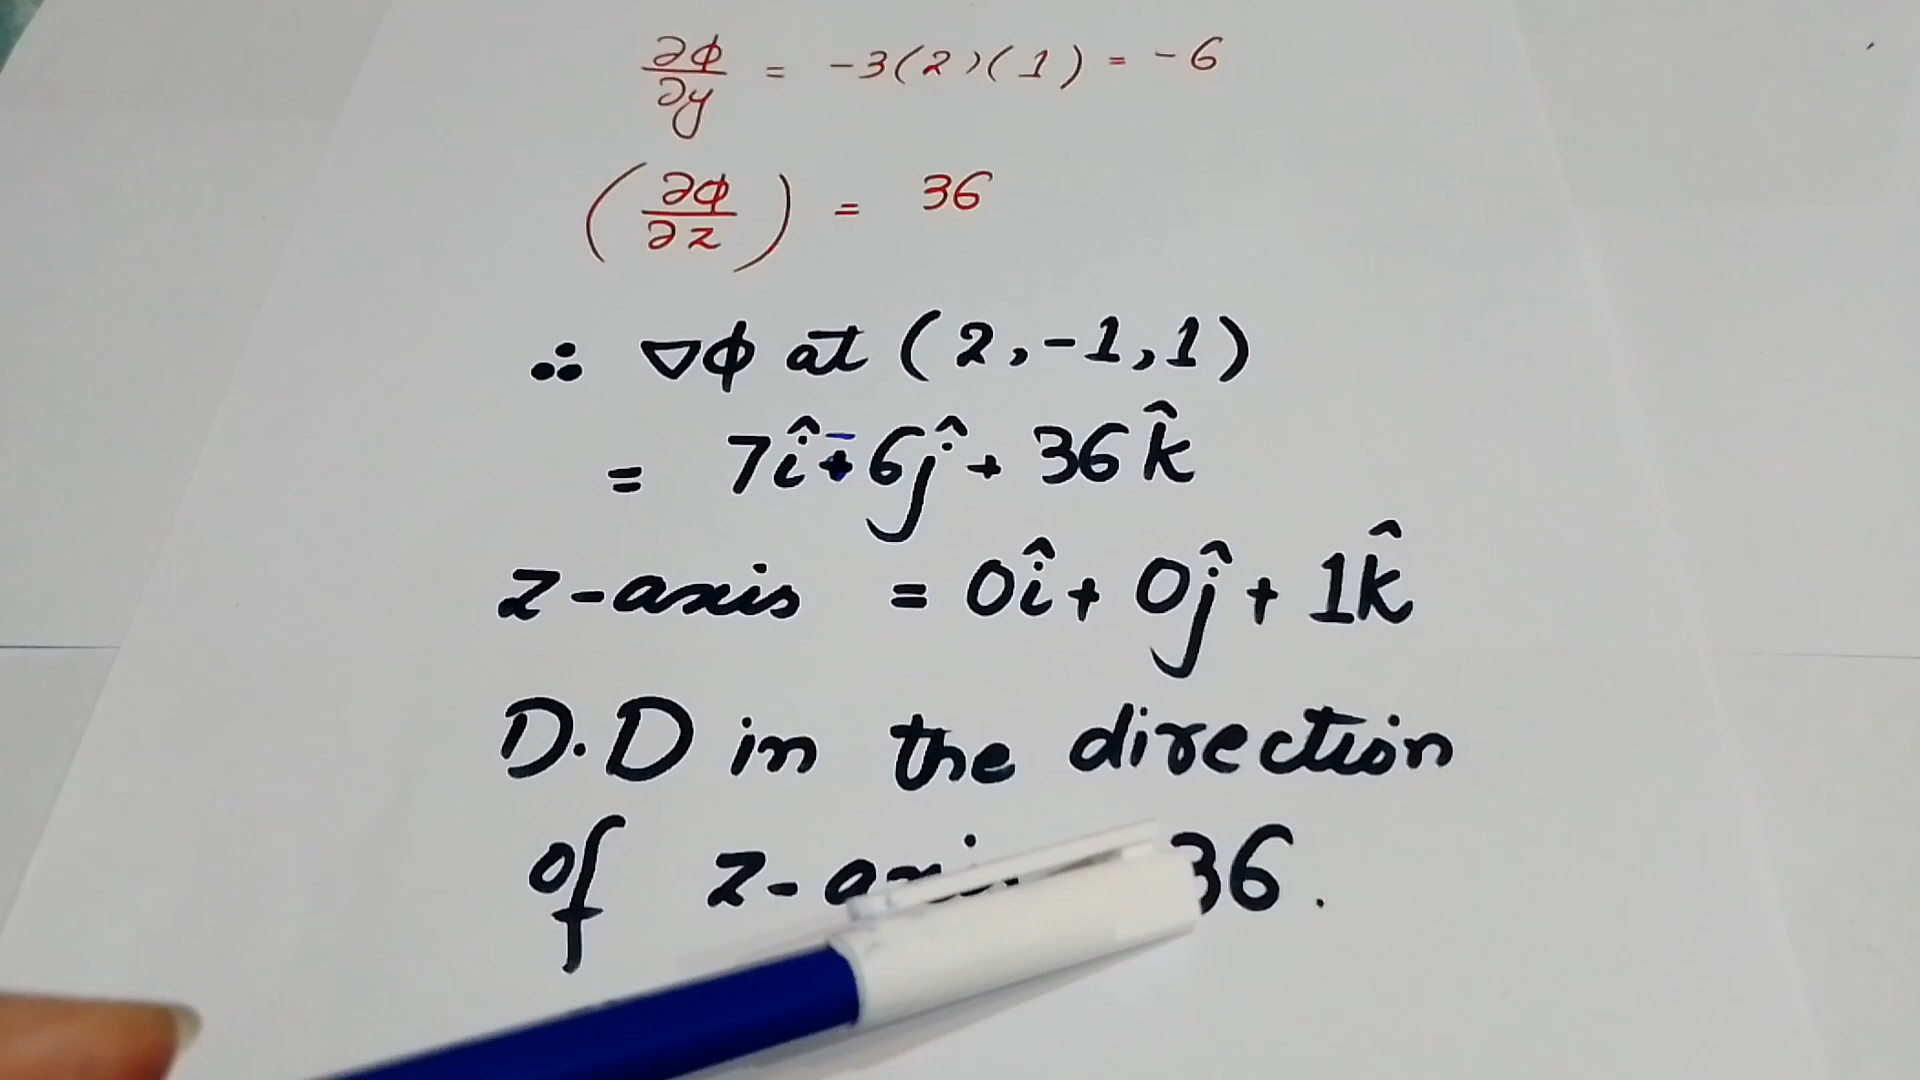 ∂φ/∂y = -3(2)(1) = -6
(∂φ/∂z) = 36
∴ ▽φ at (2,-1,1)
= 7î - 6ĵ + 36k̂
z-axis = 0î + 0ĵ + 1k̂
D.D in the direction
of z- 36.